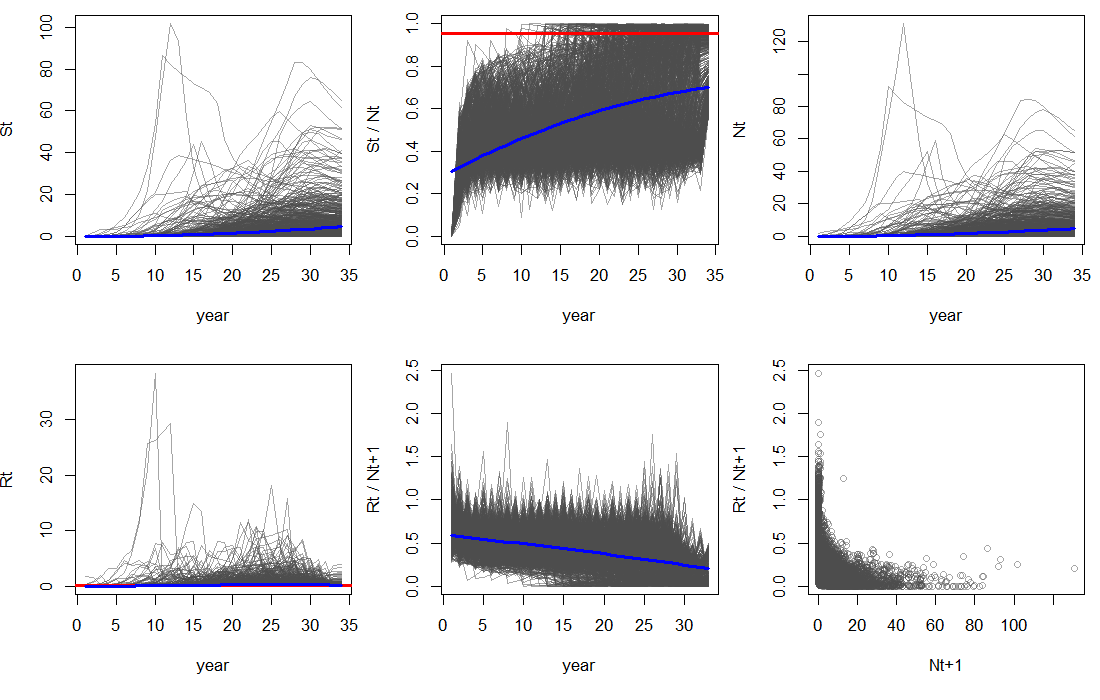 St
0 20 40 60 80 100
0 5 10 15 20 25 30 35
year
St / Nt
0.0 0.2 0.4 0.6 0.8 1.0
0 5 10 15 20 25 30 35
year
Nt
0 20 40 60 80 120
0 5 10 15 20 25 30 35
year
Rt
0 10 20 30
0 5 10 15 20 25 30 35
year
Rt / Nt+1
0.0 0.5 1.0 1.5 2.0 2.5
0 5 10 15 20 25 30
year
Rt / Nt+1
0.0 0.5 1.0 1.5 2.0 2.5
0 20 40 60 80 100
Nt+1